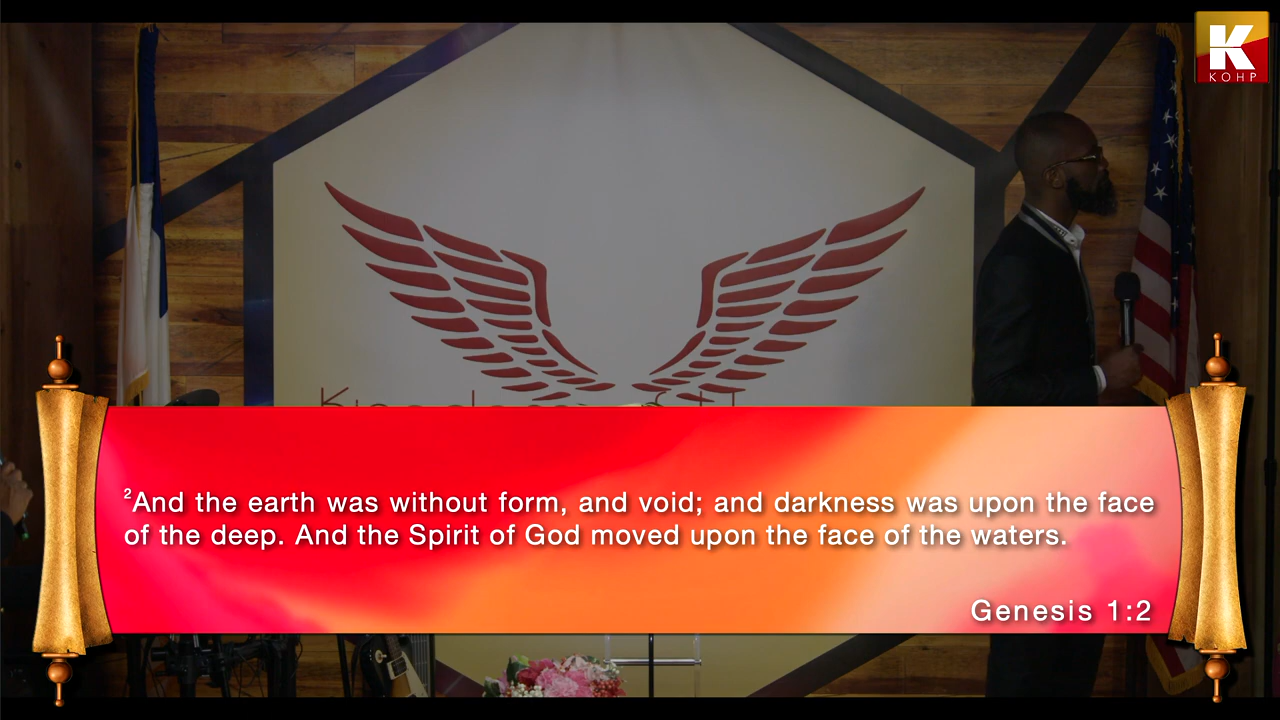 K
KOHP
²And the earth was without form, and void; and darkness was upon the face
of the deep. And the Spirit of God moved upon the face of the waters.
Genesis 1:2